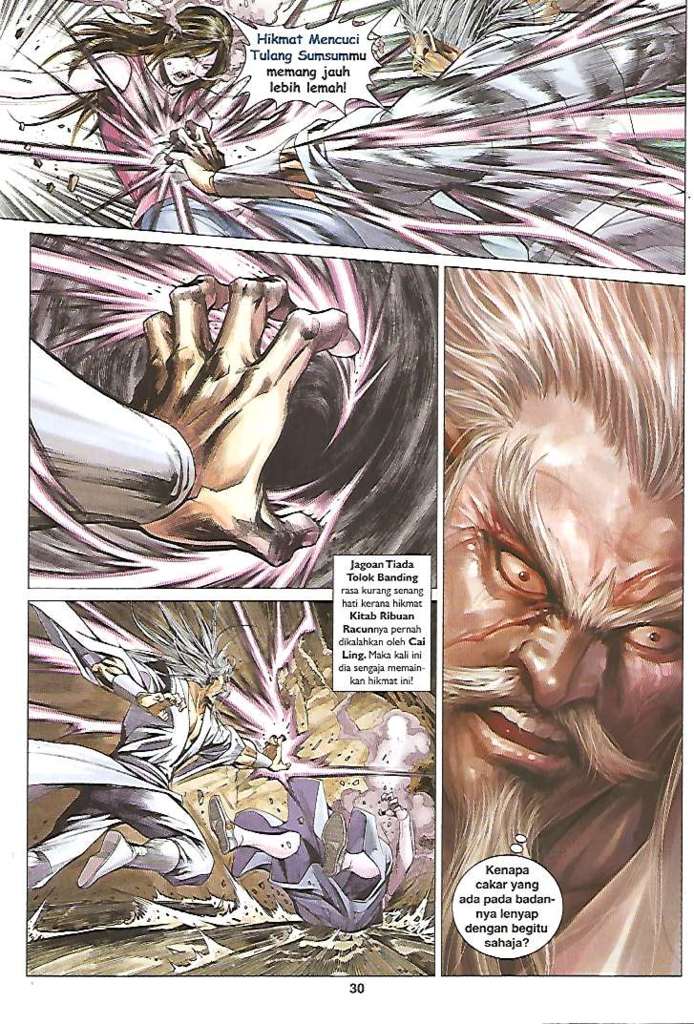 Hikmat Mencuci
Tulang Sumsummu
memang jauh
lebih lemah!
Jagoan Tiada
Tolok Banding
rasa kurang senang
hati kerana hikmat
Kitab Ribuan
Racunnya pernah
dikalahkan oleh Cai
Ling. Maka kali ini
dia sengaja memain-
kan hikmat ini!
Kenapa
cakar yang
ada pada badan-
nya lenyap
dengan begitu
sahaja?
30